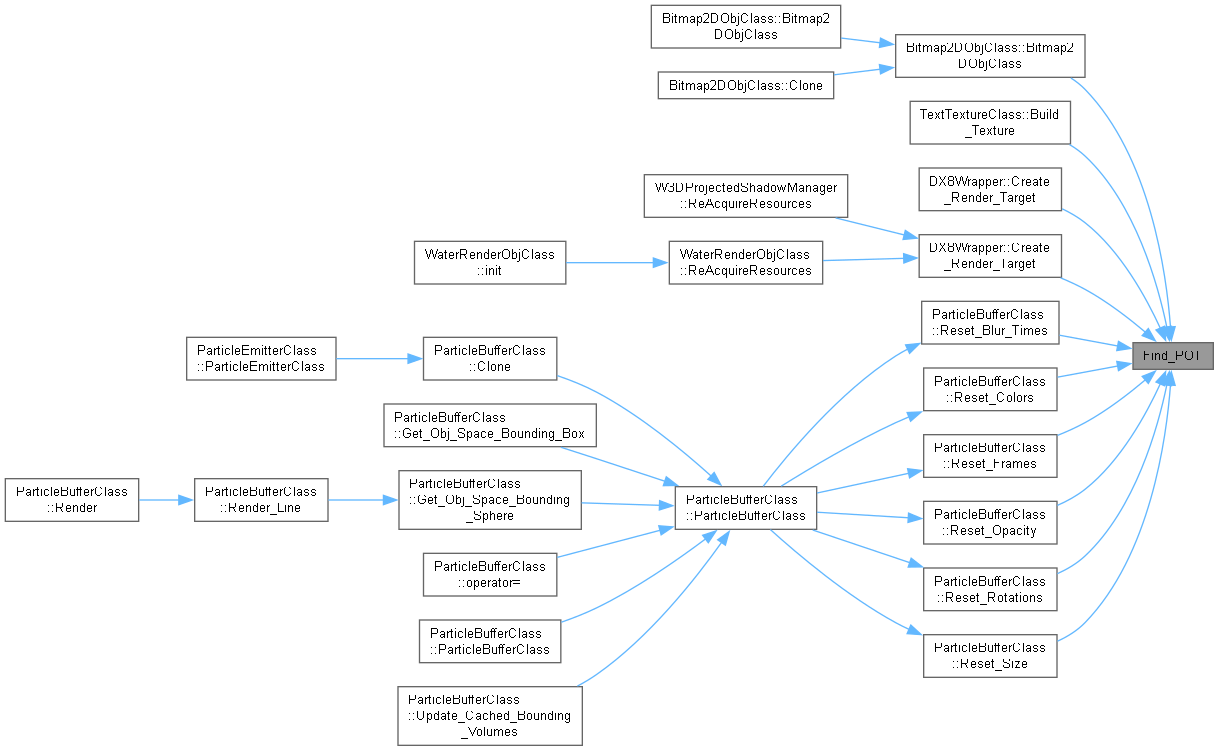 Bitmap2DObjClass::Bitmap2
DObjClass
Bitmap2DObjClass::Clone
Bitmap2DObjClass::Bitmap2
DObjClass
TextTextureClass::Build
_Texture
DX8Wrapper::Create
_Render_Target
W3DProjectedShadowManager
::ReAcquireResources
WaterRenderObjClass
::init
WaterRenderObjClass
::ReAcquireResources
DX8Wrapper::Create
_Render_Target
ParticleBufferClass
::Reset_Blur_Times
Find_POT
ParticleEmitterClass
::ParticleEmitterClass
ParticleBufferClass
::Clone
ParticleBufferClass
::Reset_Colors
ParticleBufferClass
::Get_Obj_Space_Bounding_Box
ParticleBufferClass
::Reset_Frames
ParticleBufferClass
::Render
ParticleBufferClass
::Render_Line
ParticleBufferClass
::Get_Obj_Space_Bounding
_Sphere
ParticleBufferClass
::ParticleBufferClass
ParticleBufferClass
::Reset_Opacity
ParticleBufferClass
::operator=
ParticleBufferClass
::Reset_Rotations
ParticleBufferClass
::ParticleBufferClass
ParticleBufferClass
::Reset_Size
ParticleBufferClass
::Update_Cached_Bounding
_Volumes